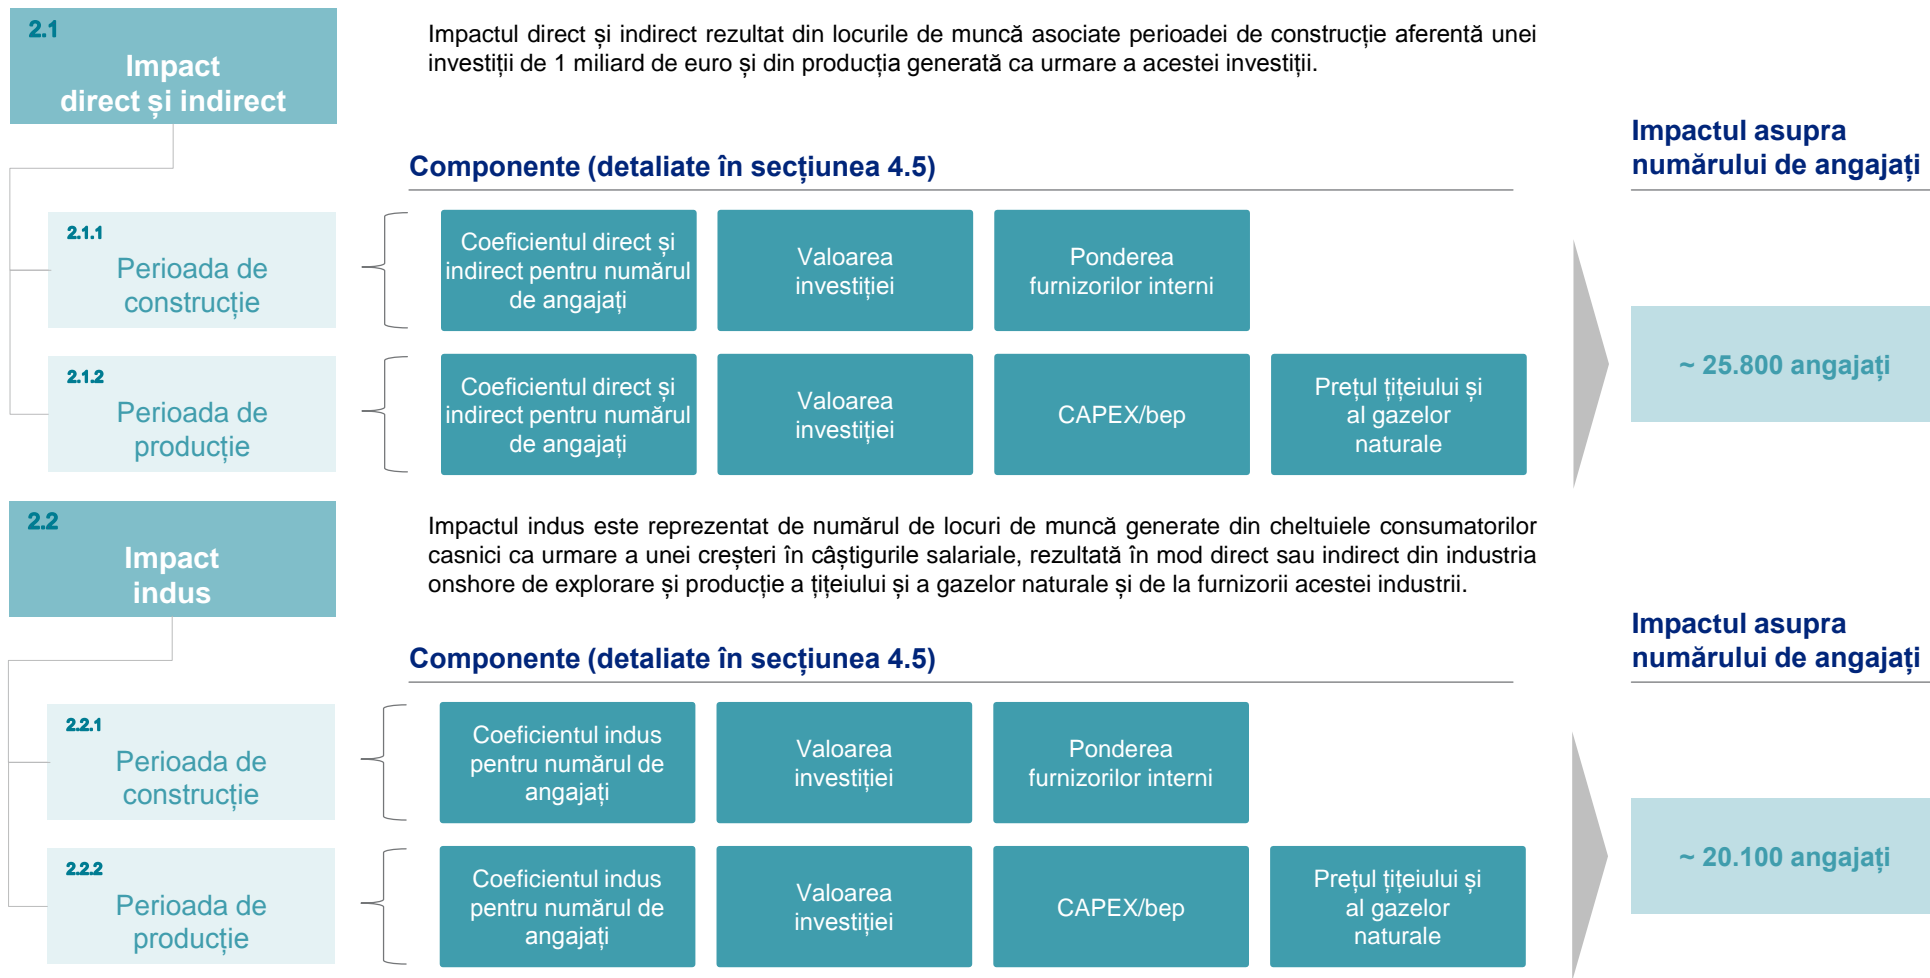 2.1
Impact
direct și indirect
Impactul direct și indirect rezultat din locurile de muncă asociate perioadei de construcție aferentă unei
investiții de 1 miliard de euro și din producția generată ca urmare a acestei investiții.
Componente (detaliate în secțiunea 4.5)
Impactul asupra
numărului de angajați
2.1.1
Perioada de
construcție
Coeficientul direct și
indirect pentru numărul
de angajați
Valoarea
investiției
Ponderea
furnizorilor interni
2.1.2
Perioada de
producție
Coeficientul direct și
indirect pentru numărul
de angajați
Valoarea
investiției
CAPEX/bep
Prețul țițeiului și
al gazelor
naturale
~ 25.800 angajați
2.2
Impact
indus
Impactul indus este reprezentat de numărul de locuri de muncă generate din cheltuiele consumatorilor
casnici ca urmare a unei creșteri în câștigurile salariale, rezultată în mod direct sau indirect din industria
onshore de explorare și producție a țițeiului și a gazelor naturale și de la furnizorii acestei industrii.
Componente (detaliate în secțiunea 4.5)
Impactul asupra
numărului de angajați
2.2.1
Perioada de
construcție
Coeficientul indus
pentru numărul de
angajați
Valoarea
investiției
Ponderea
furnizorilor interni
2.2.2
Perioada de
producție
Coeficientul indus
pentru numărul de
angajați
Valoarea
investiției
CAPEX/bep
Prețul țițeiului și
al gazelor
naturale
~ 20.100 angajați